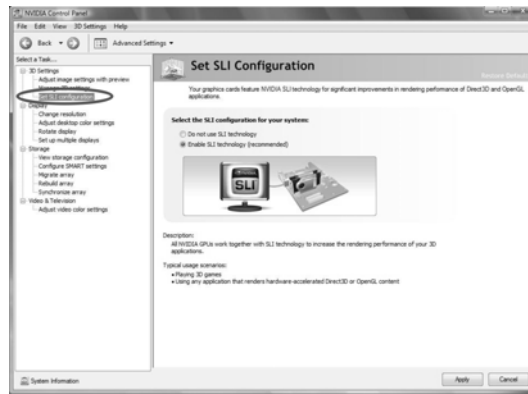 NVIDIA Control Panel
File Edit View 3D Settings Help
Back Advanced Settings
Select a Task...
3D Settings
Adjust image settings with preview
Manage 3D settings
Set SLI configuration
Display
Change resolution
Adjust desktop color settings
Rotate display
Set up multiple displays
Storage
View storage configuration
Configure SMART settings
Migrate array
Rebuild array
Synchronize array
Video & Television
Adjust video color settings
System Information
Set SLI Configuration
Restore Defaults
Your graphics cards feature NVIDIA SLI technology for significant improvements in rendering performance of Direct3D and OpenGL
applications.
Select the SLI configuration for your system:
Do not use SLI technology
Enable SLI technology (recommended)
SLI
Description:
All NVIDIA GPUs work together with SLI technology to increase the rendering performance of your 3D
applications.
Typical usage scenarios:
• Playing 3D games
• Using any application that renders hardware-accelerated Direct3D or OpenGL content
Apply Cancel